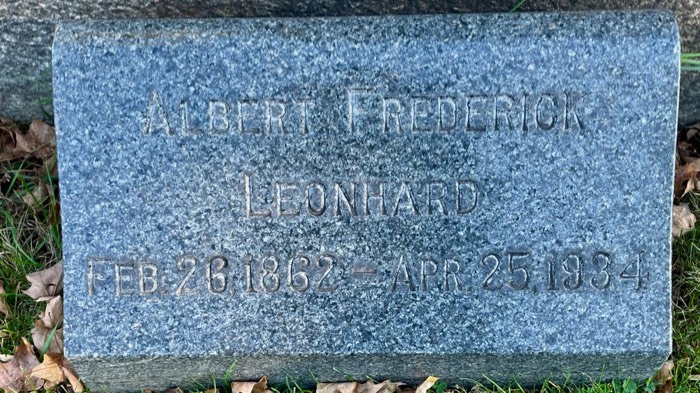 ALBERT FREDERICK
LEONHARD
FEB. 26, 1862 – APR. 25, 1934